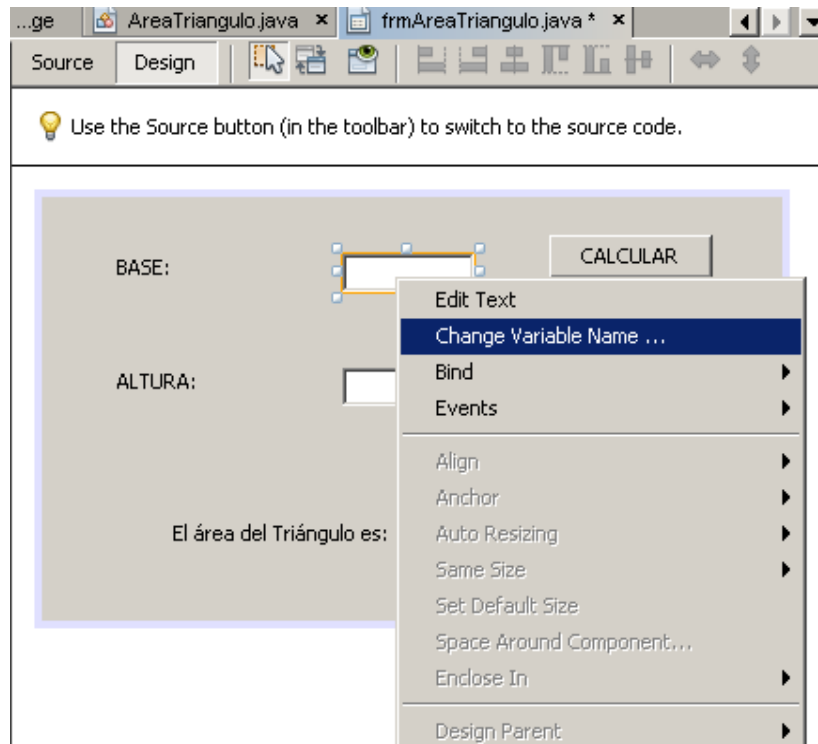 ...ge AreaTriangulo.java × frmAreaTriangulo.java * ×
Source Design
Use the Source button (in the toolbar) to switch to the source code.
BASE:
CALCULAR
ALTURA:
El área del Triángulo es:
Edit Text
Change Variable Name ...
Bind
Events
Align
Anchor
Auto Resizing
Same Size
Set Default Size
Space Around Component...
Enclose In
Design Parent